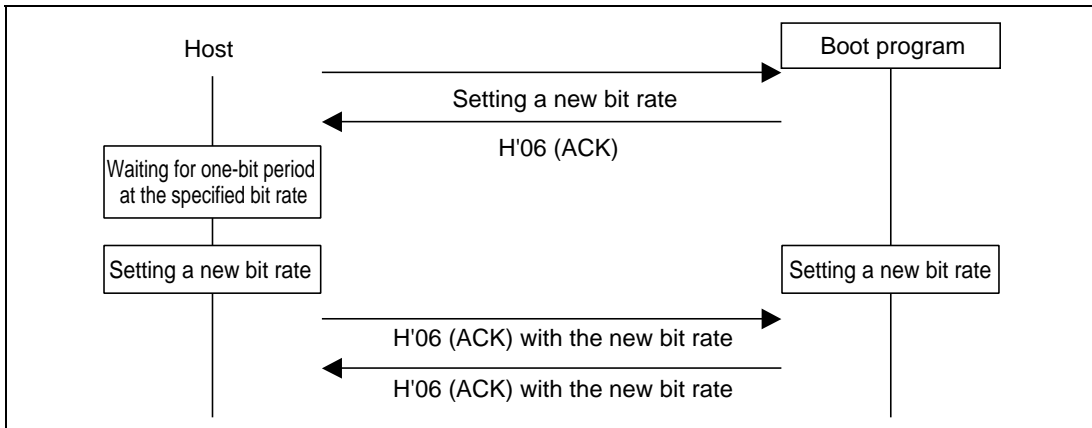 Host
Boot program
Setting a new bit rate
H'06 (ACK)
Waiting for one-bit period
at the specified bit rate
Setting a new bit rate
Setting a new bit rate
H'06 (ACK) with the new bit rate
H'06 (ACK) with the new bit rate